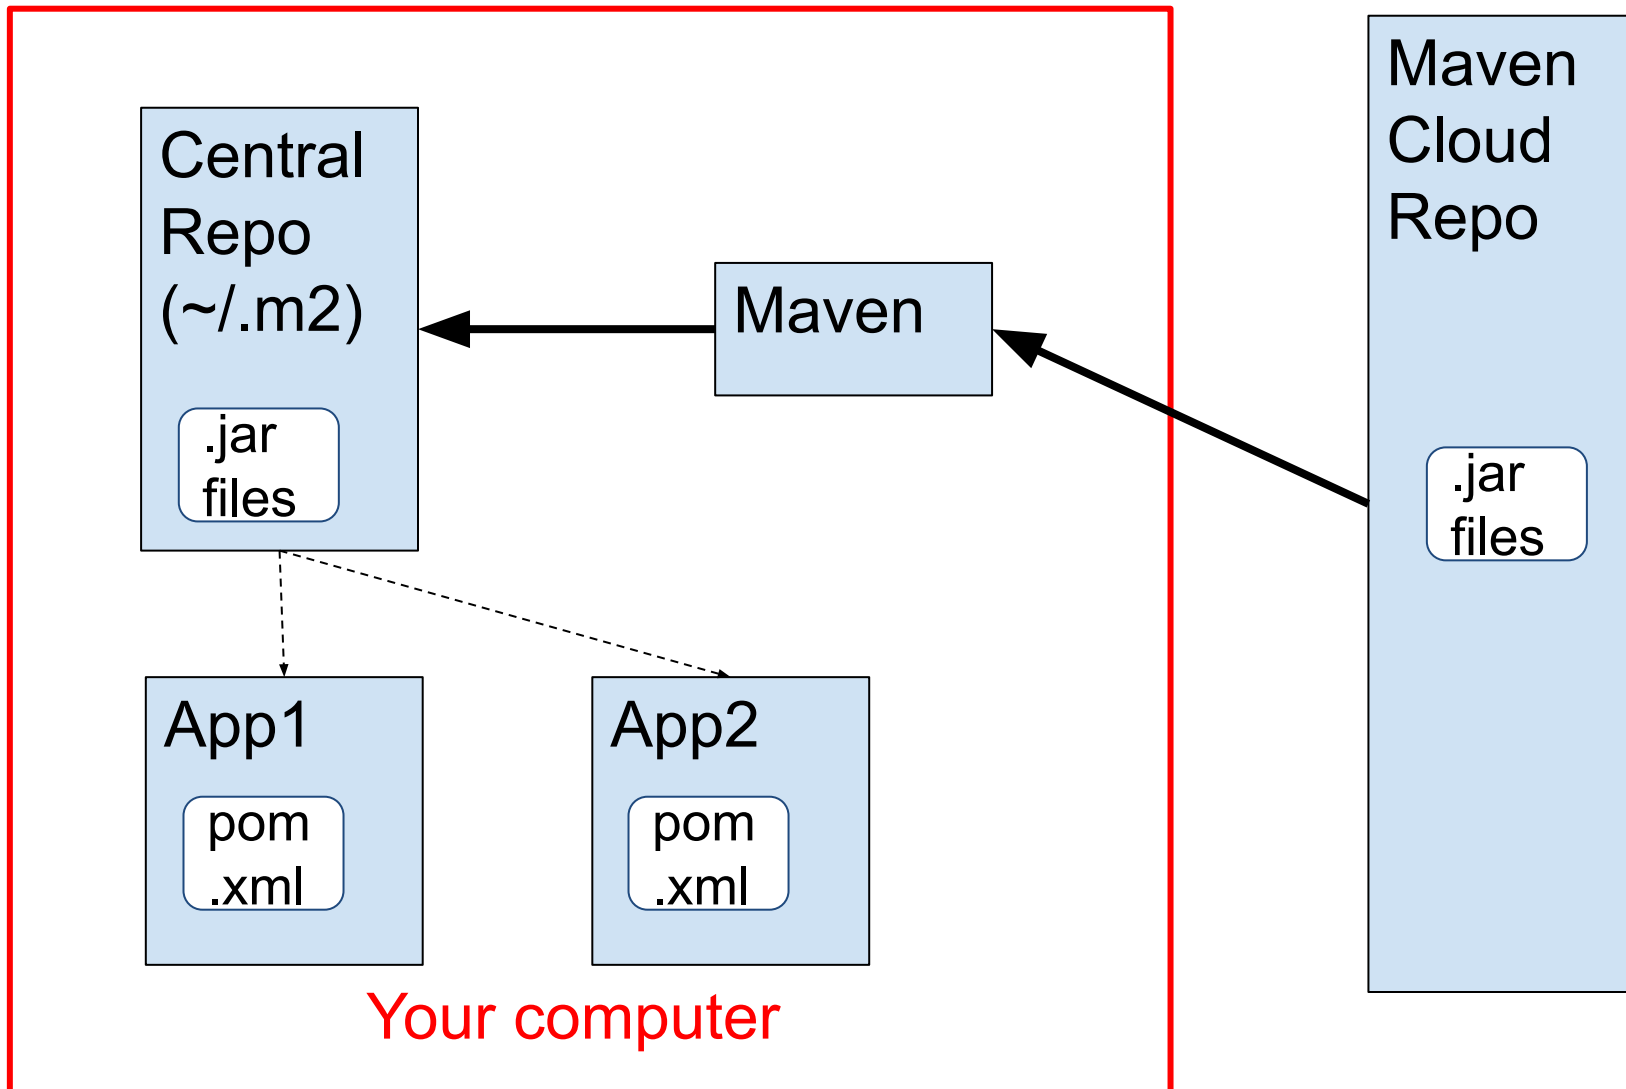 Central
Repo
(~/.m2)
.jar
files
Maven
Maven
Cloud
Repo
.jar
files
App1
pom
.xml
App2
pom
.xml
Your computer